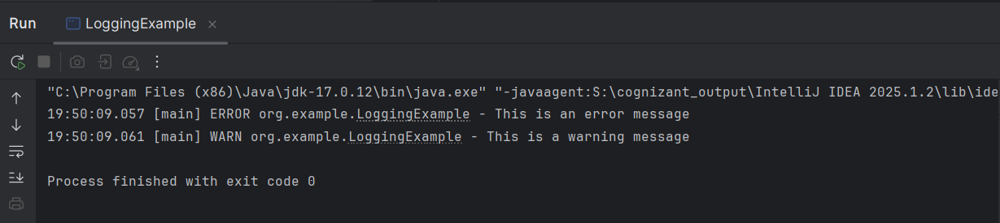 Run LoggingExample
"C:\Program Files (x86)\Java\jdk-17.0.12\bin\java.exe" "-javaagent:S:\cognizant_output\IntelliJ IDEA 2025.1.2\lib\ide
19:50:09.057 [main] ERROR org.example.LoggingExample - This is an error message
19:50:09.061 [main] WARN org.example.LoggingExample - This is a warning message
Process finished with exit code 0